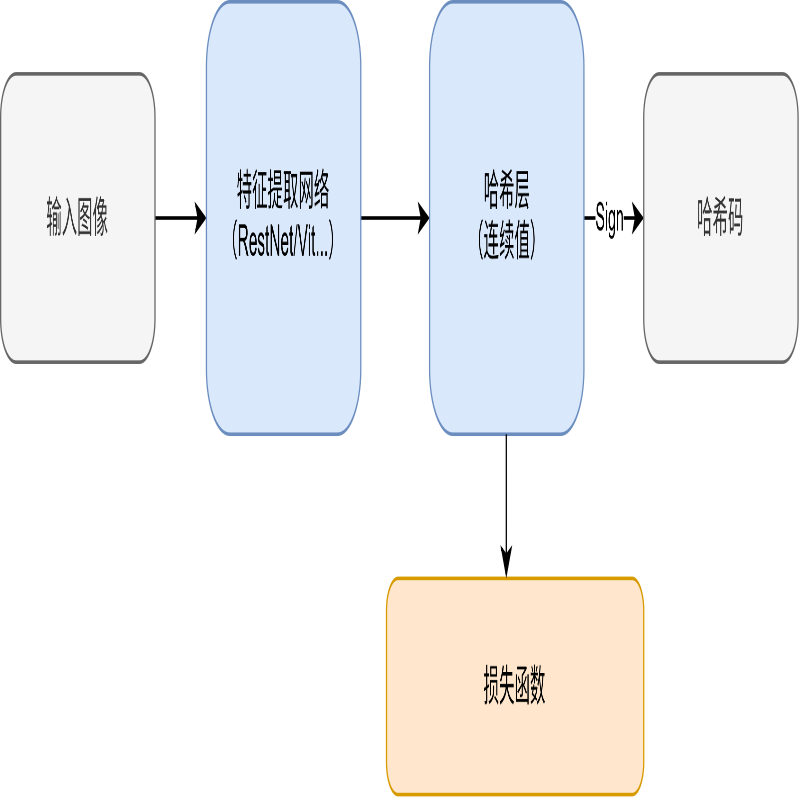 输入图像
特征提取网络
（RestNet/Vit...）
哈希层
（连续值）
Sign
哈希码
损失函数